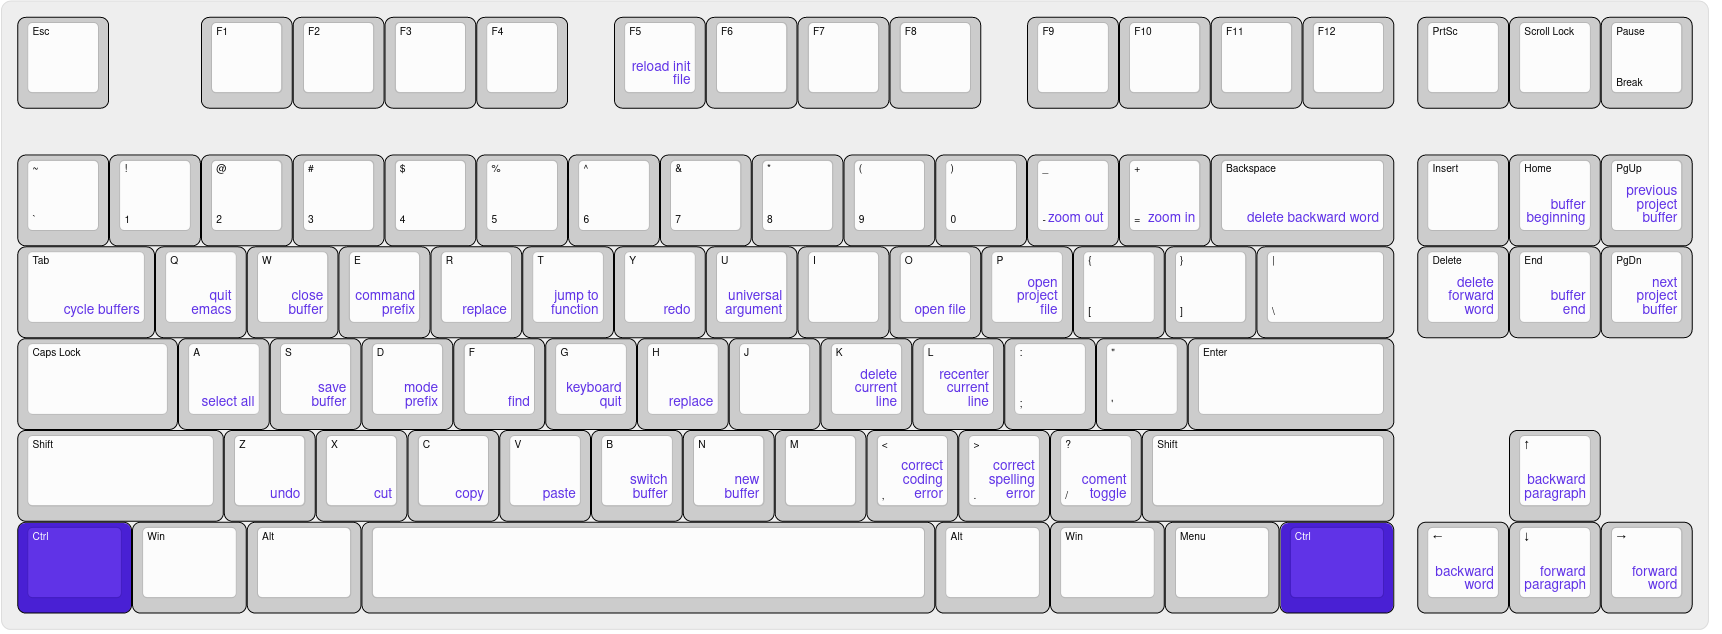 Esc
F1
F2
F3
F4
F5
reload init
file
F6
F7
F8
F9
F10
F11
F12
PrtSc
Scroll Lock
Pause
Break
~
`
!
1
@
2
#
3
$
4
%
5
^
6
&
7
*
8
(
9
)
0
_
- zoom out
+
= zoom in
Backspace
delete backward word
Insert
Home
buffer
beginning
PgUp
previous
project
buffer
Tab
cycle buffers
Q
quit
emacs
W
close
buffer
E
command
prefix
R
replace
T
jump to
function
Y
redo
U
universal
argument
I
O
open file
P
open
project
file
{
[
}
]
|
\
Delete
delete
forward
word
End
buffer
end
PgDn
next
project
buffer
Caps Lock
A
select all
S
save
buffer
D
mode
prefix
F
find
G
keyboard
quit
H
replace
J
K
delete
current
line
L
recenter
current
line
:
;
"
'
Enter
Shift
Z
undo
X
cut
C
copy
V
paste
B
switch
buffer
N
new
buffer
M
<
correct
coding
, error
>
correct
spelling
. error
?
coment
/ toggle
Shift
↑
backward
paragraph
Ctrl
Win
Alt
Alt
Win
Menu
Ctrl
←
backward
word
↓
forward
paragraph
→
forward
word